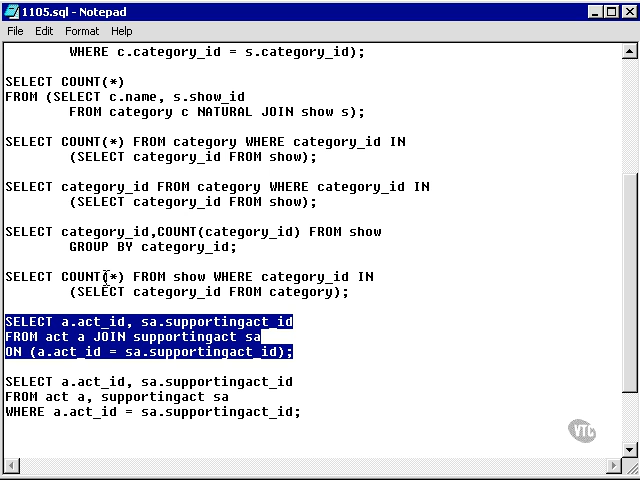 1105.sql - Notepad
File Edit Format Help
WHERE c.category_id = s.category_id);
SELECT COUNT(*)
FROM (SELECT c.name, s.show_id
FROM category c NATURAL JOIN show s);
SELECT COUNT(*) FROM category WHERE category_id IN
(SELECT category_id FROM show);
SELECT category_id FROM category WHERE category_id IN
(SELECT category_id FROM show);
SELECT category_id,COUNT(category_id) FROM show
GROUP BY category_id;
SELECT COUNT(*) FROM show WHERE category_id IN
(SELECT category_id FROM category);
SELECT a.act_id, sa.supportingact_id
FROM act a JOIN supportingact sa
ON (a.act_id = sa.supportingact_id);
SELECT a.act_id, sa.supportingact_id
FROM act a, supportingact sa
WHERE a.act_id = sa.supportingact_id;
VTC